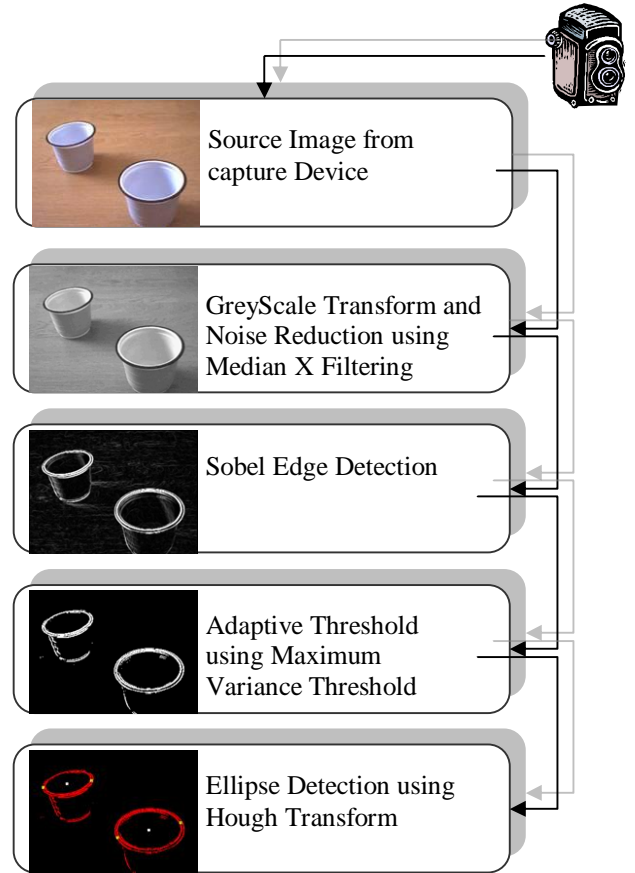 Source Image from
capture Device
GreyScale Transform and
Noise Reduction using
Median X Filtering
Sobel Edge Detection
Adaptive Threshold
using Maximum
Variance Threshold
Ellipse Detection using
Hough Transform